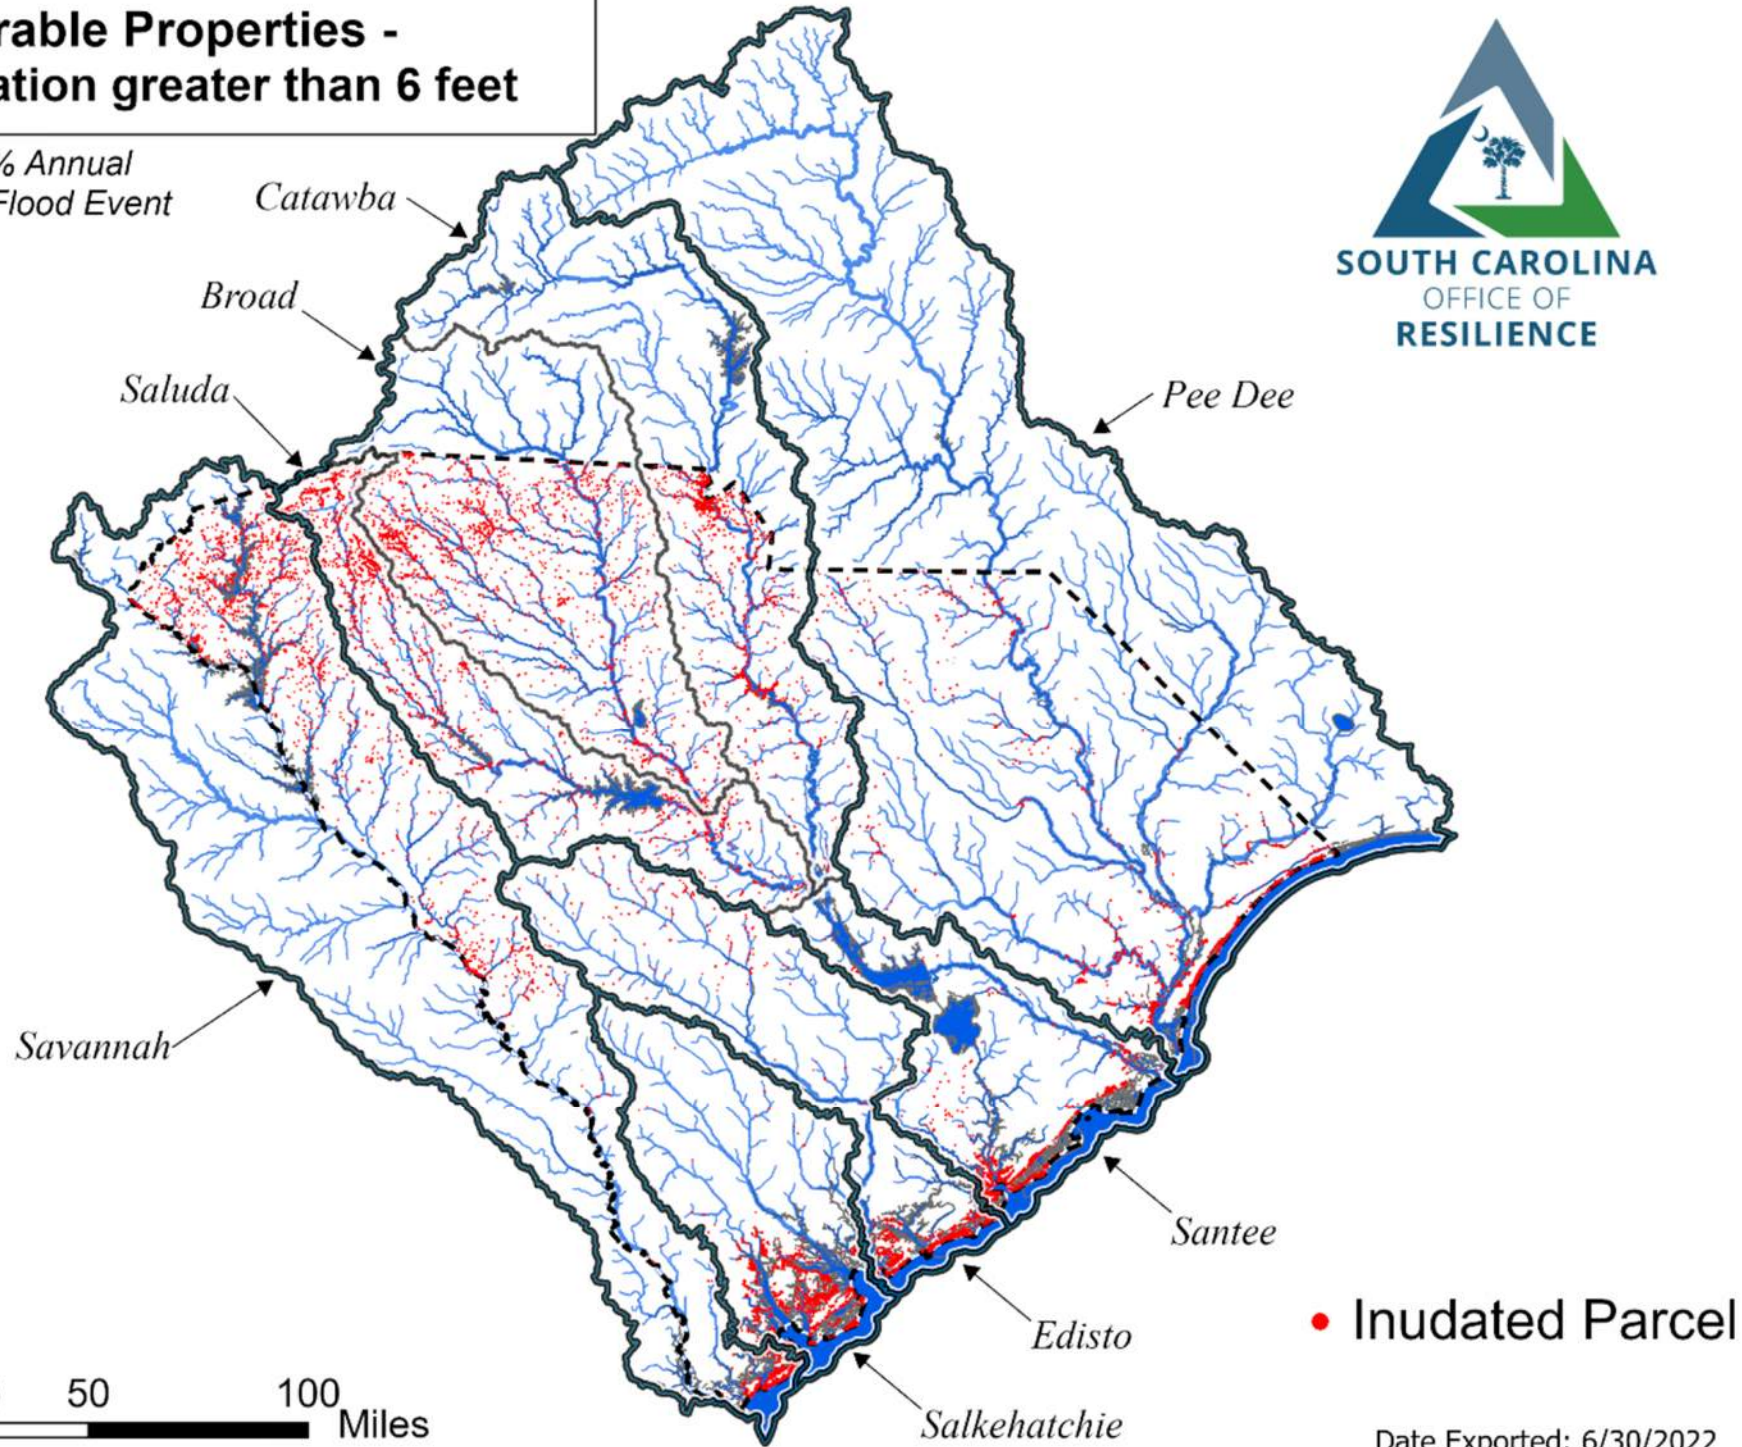 rable Properties -
ation greater than 6 feet
% Annual
Flood Event
Catawba
Broad
Saluda
Pee Dee
SOUTH CAROLINA
OFFICE OF
RESILIENCE
Savannah
Santee
Edisto
Salkehatchie
Inudated Parcel
50 100
Miles
Date Exported: 6/30/2022